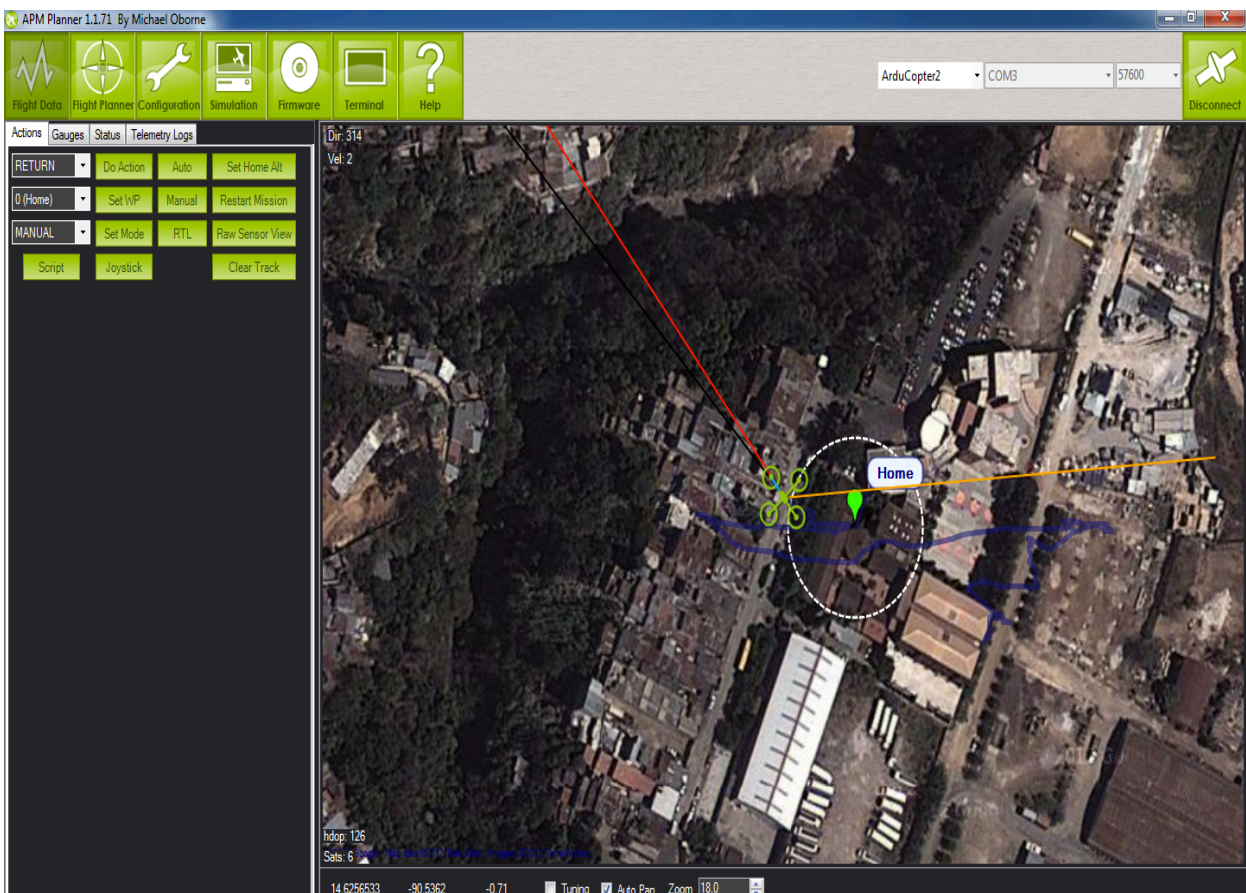 APM Planner 1.1.71 By Michael Oborne
Flight Data Flight Planner Configuration Simulation Firmware Terminal Help
ArduCopter2 COM3 57600
Disconnect
Actions Gauges Status Telemetry Logs
RETURN Do Action Auto Set Home Alt
0 (Home) Set WP Manual Restart Mission
MANUAL Set Mode RTL Raw Sensor View
Script Joystick Clear Track
Dir: 314
Vel: 2
Home
hdop: 126
Sats: 6
14.6256533 -90.5362 -0.71 Tuning Auto Pan Zoom 18.0